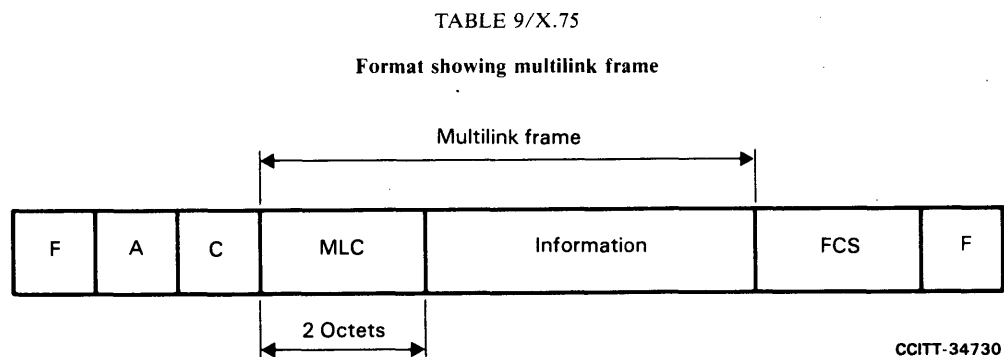 TABLE 9/X.75
Format showing multilink frame
Multilink frame
F A C MLC Information FCS F
2 Octets
CCITT-34730